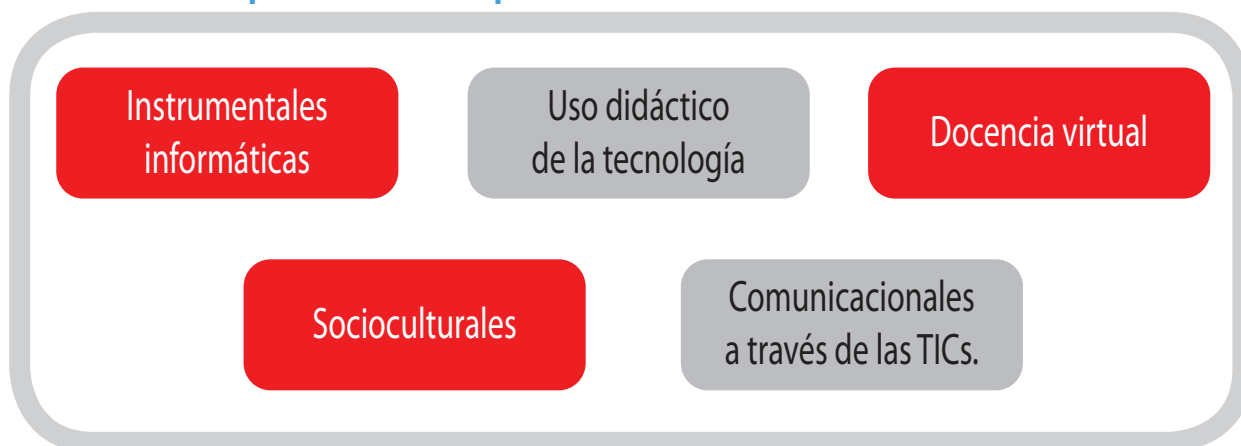 Instrumentales
informáticas
Uso didáctico
de la tecnología
Docencia virtual
Socioculturales
Comunicacionales
a través de las TICs.